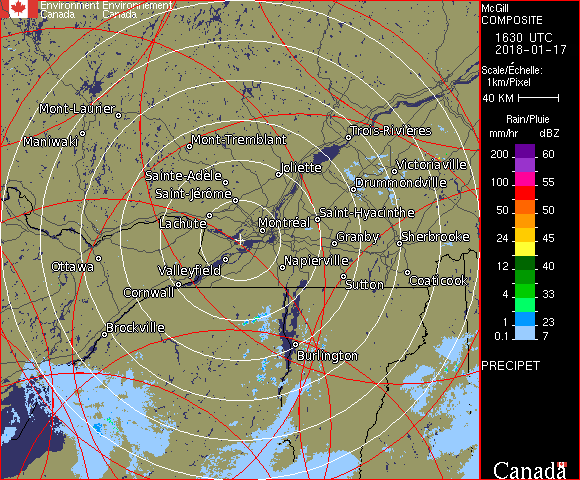 Environment Environnement
Canada Canada
McGill
COMPOSITE
1630 UTC
2018-01-17
Scale/Échelle:
1km/Pixel
40 KM
Rain/Pluie
mm/hr dBZ
200 60
150 57
100 55
50 50
24 45
12 40
4 33
1 23
0.1 7
PRECIPET
Canada
Mont-Laurier
Maniwaki
Mont-Tremblant
Trois-Rivières
Victoriaville
Sainte-Adèle
Joliette
Drummondville
Saint-Jérôme
Lachute
Montréal
Saint-Hyacinthe
Granby
Sherbrooke
Ottawa
Valleyfield
Napierville
Cornwall
Sutton
Coaticook
Brockville
Burlington